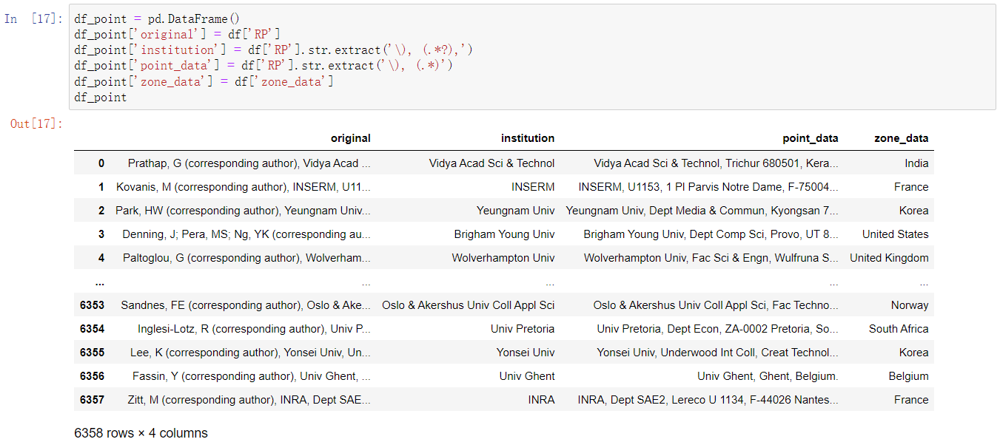 In [17]: df_point = pd.DataFrame()
df_point['original'] = df['RP']
df_point['institution'] = df['RP'].str.extract('\), (.*?),')
df_point['point_data'] = df['RP'].str.extract('\), (.*)')
df_point['zone_data'] = df['zone_data']
df_point
Out[17]:
original institution point_data zone_data
0 Prathap, G (corresponding author), Vidya Acad ... Vidya Acad Sci & Technol Vidya Acad Sci & Technol, Trichur 680501, Kera... India
1 Kovanis, M (corresponding author), INSERM, U11... INSERM INSERM, U1153, 1 Pl Parvis Notre Dame, F-75004... France
2 Park, HW (corresponding author), Yeungnam Univ... Yeungnam Univ Yeungnam Univ, Dept Media & Commun, Kyongsan 7... Korea
3 Denning, J; Pera, MS; Ng, YK (corresponding au... Brigham Young Univ Brigham Young Univ, Dept Comp Sci, Provo, UT 8... United States
4 Paltoglou, G (corresponding author), Wolverham... Wolverhampton Univ Wolverhampton Univ, Fac Sci & Engn, Wulfruna S... United Kingdom
... ... ... ... ...
6353 Sandnes, FE (corresponding author), Oslo & Ake... Oslo & Akershus Univ Coll Appl Sci Oslo & Akershus Univ Coll Appl Sci, Fac Techno... Norway
6354 Inglesi-Lotz, R (corresponding author), Univ P... Univ Pretoria Univ Pretoria, Dept Econ, ZA-0002 Pretoria, So... South Africa
6355 Lee, K (corresponding author), Yonsei Univ, Un... Yonsei Univ Yonsei Univ, Underwood Int Coll, Creat Technol... Korea
6356 Fassin, Y (corresponding author), Univ Ghent, ... Univ Ghent Univ Ghent, Ghent, Belgium. Belgium
6357 Zitt, M (corresponding author), INRA, Dept SAE... INRA INRA, Dept SAE2, Lereco U 1134, F-44026 Nantes... France
6358 rows × 4 columns